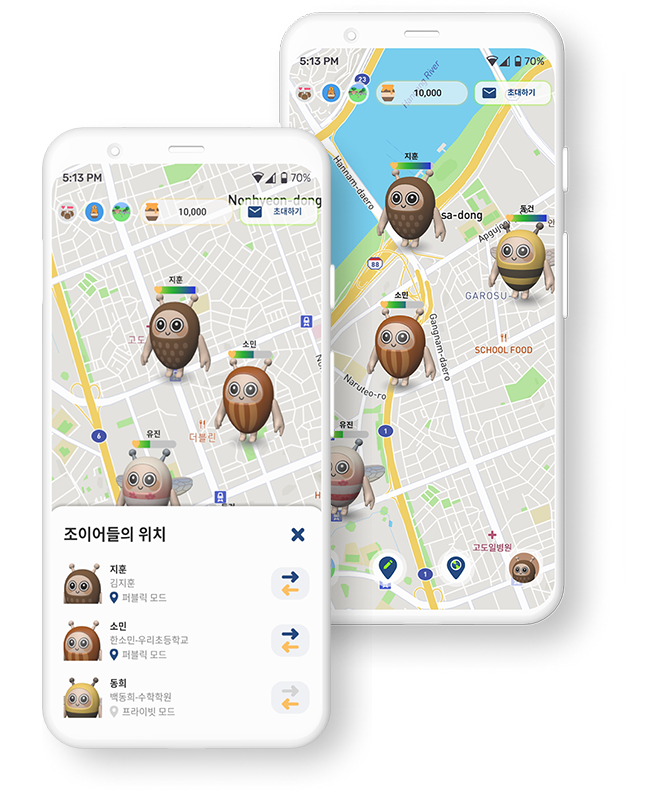 5:13 PM
70%
Nonhyeon-dong
10,000
초대하기
지훈
고도
소민
더블린
유진
6
조이어들의 위치
지훈
김지훈
퍼블릭 모드
소민
한소민-우리초등학교
퍼블릭 모드
동희
백동희-수학학원
프라이빗 모드
5:13 PM
70%
River
23
10,000
초대하기
Hannam-daero
지훈
sa-dong
동건
Apgujeon
88
GAROSU-
소민
SCHOOL FOOD
Gangnam-daero
Naruteo-ro
유진
1
고도일병원
1